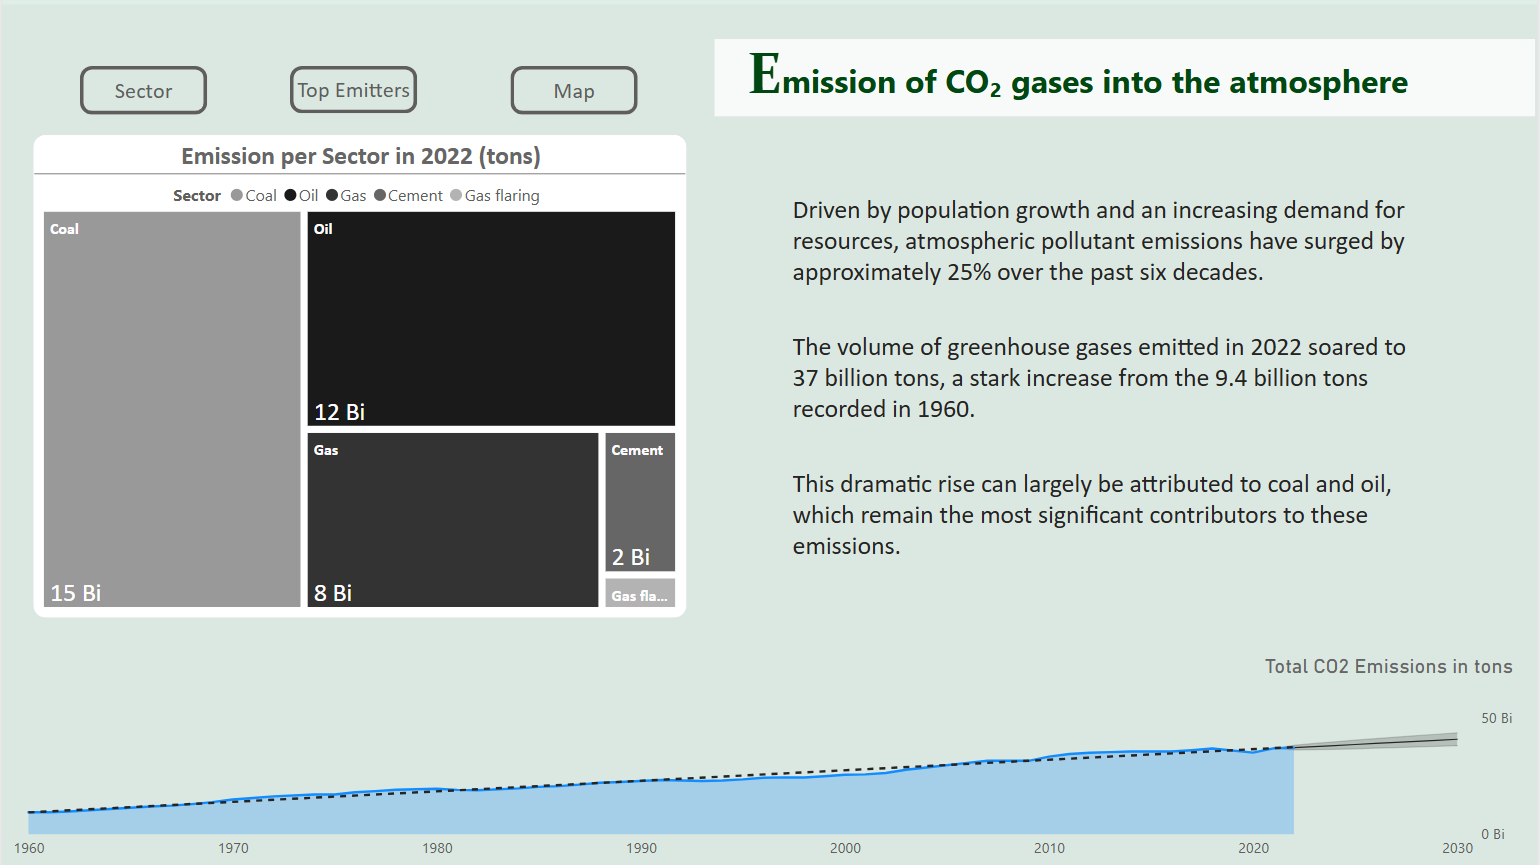 Sector
Top Emitters
Map
Emission of CO₂ gases into the atmosphere
Emission per Sector in 2022 (tons)
Sector Coal Oil Gas Cement Gas flaring
Coal
15 Bi
Oil
12 Bi
Gas
8 Bi
Cement
2 Bi
Gas fla...
Driven by population growth and an increasing demand for
resources, atmospheric pollutant emissions have surged by
approximately 25% over the past six decades.
The volume of greenhouse gases emitted in 2022 soared to
37 billion tons, a stark increase from the 9.4 billion tons
recorded in 1960.
This dramatic rise can largely be attributed to coal and oil,
which remain the most significant contributors to these
emissions.
Total CO2 Emissions in tons
50 Bi
0 Bi
1960 1970 1980 1990 2000 2010 2020 2030